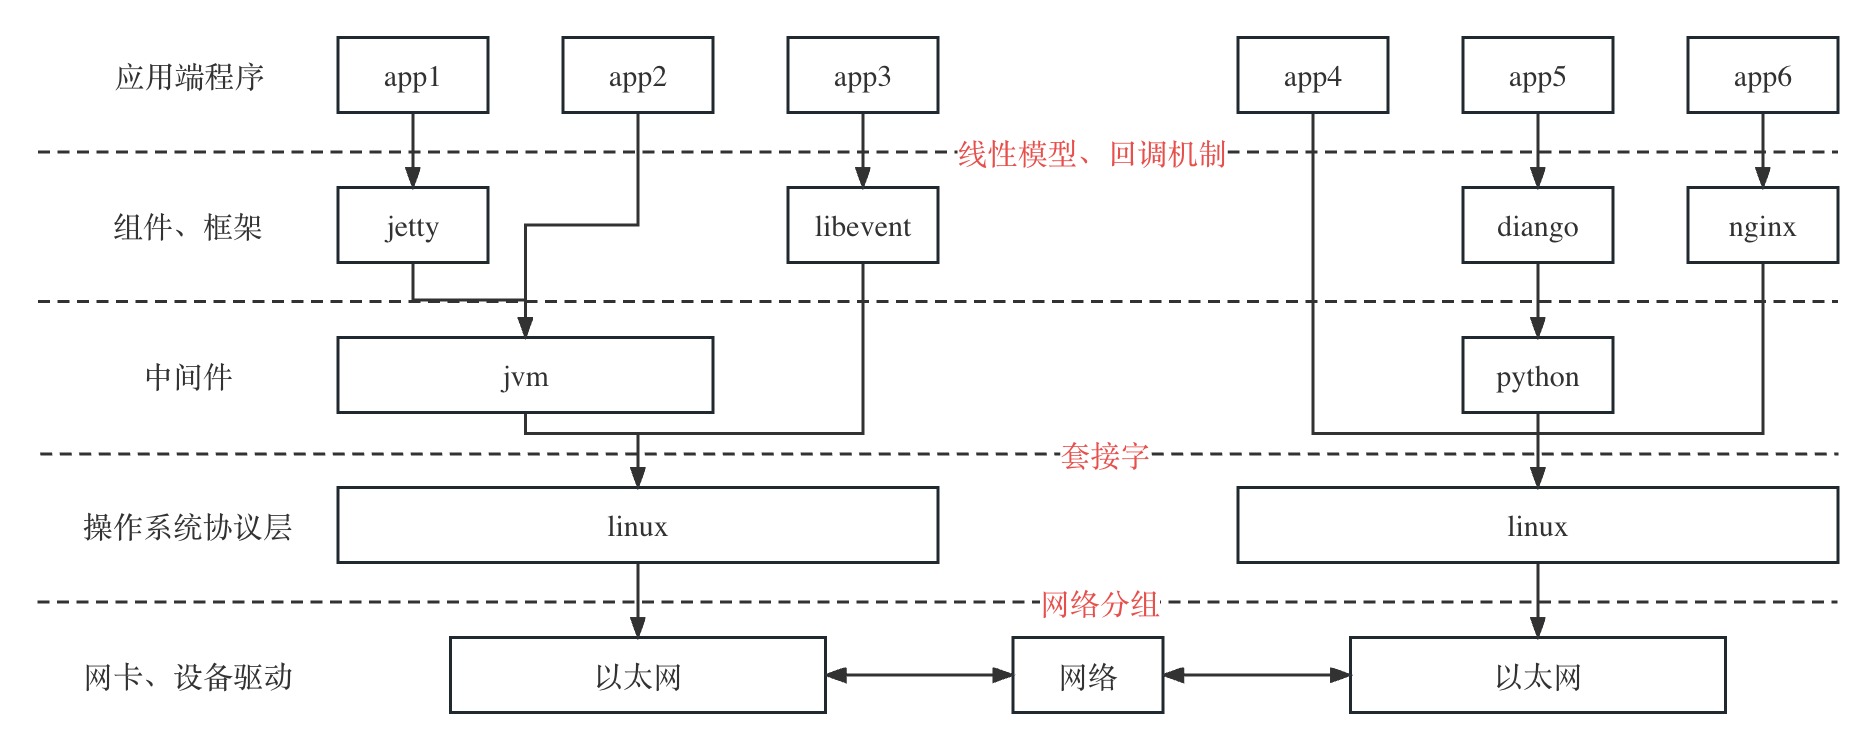 应用端程序 app1 app2 app3 app4 app5 app6
线性模型、回调机制
组件、框架 jetty libevent diango nginx
中间件 jvm python
套接字
操作系统协议层 linux linux
网络分组
网卡、设备驱动 以太网 网络 以太网